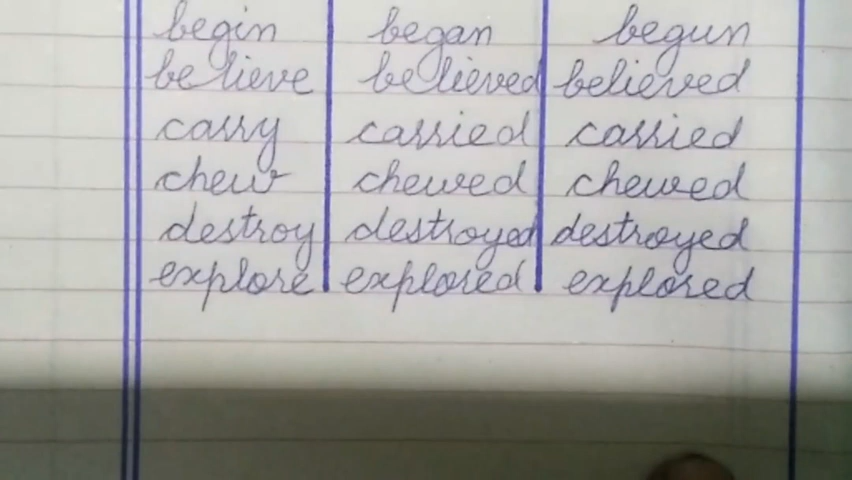 begin began begun
believe believed believed
carry carried carried
chew chewed chewed
destroy destroyed destroyed
explore explored explored